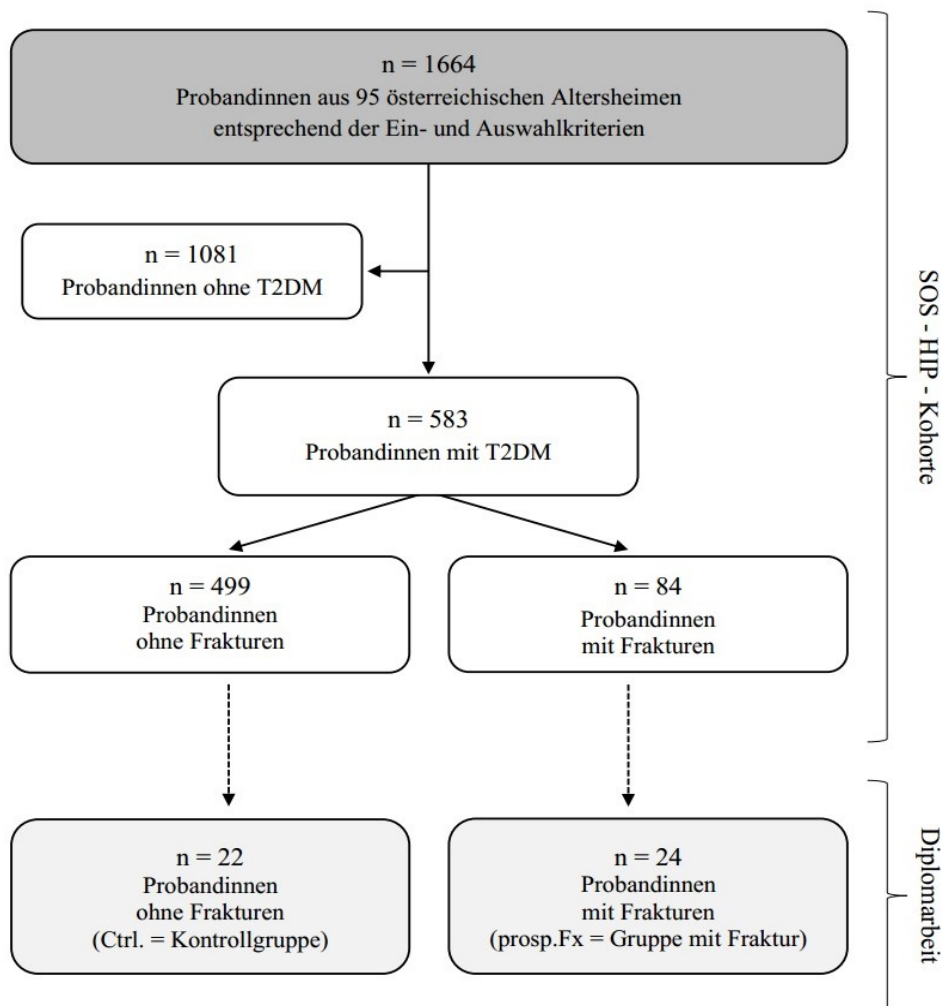 n = 1664
Probandinnen aus 95 österreichischen Altersheimen
entsprechend der Ein- und Auswahlkriterien
n = 1081
Probandinnen ohne T2DM
n = 583
Probandinnen mit T2DM
n = 499
Probandinnen
ohne Frakturen
n = 84
Probandinnen
mit Frakturen
SOS - HIP - Kohorte
n = 22
Probandinnen
ohne Frakturen
(Ctrl. = Kontrollgruppe)
n = 24
Probandinnen
mit Frakturen
(prosp.Fx = Gruppe mit Fraktur)
Diplomarbeit